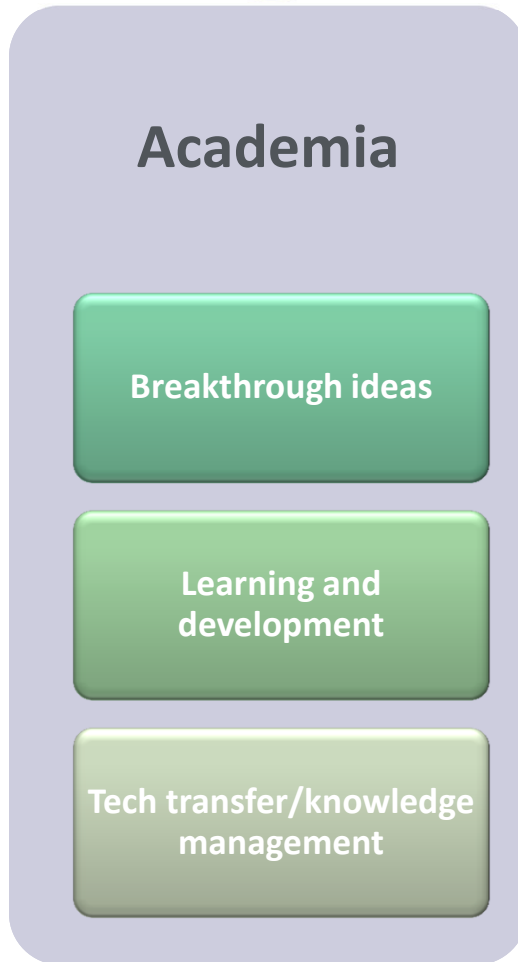 Academia
Breakthrough ideas
Learning and
development
Tech transfer/knowledge
management